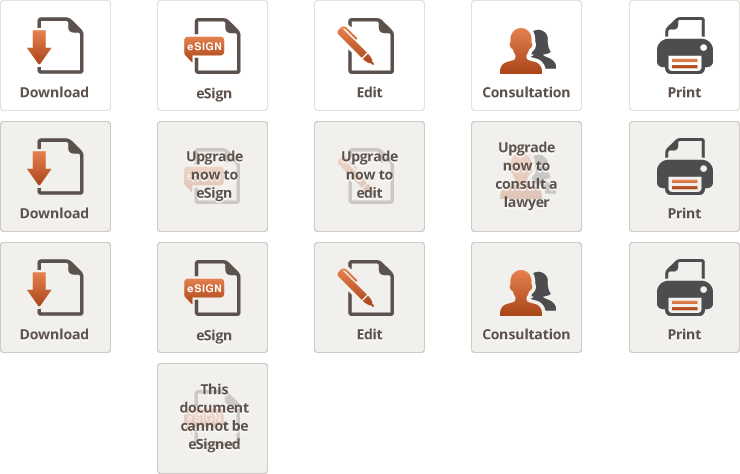 eSIGN
Download
eSign
Edit
Consultation
Print
Download
Upgrade
now to
eSign
Upgrade
now to
edit
Upgrade
now to
consult a
lawyer
Print
eSIGN
Download
eSign
Edit
Consultation
Print
This
document
cannot be
eSigned